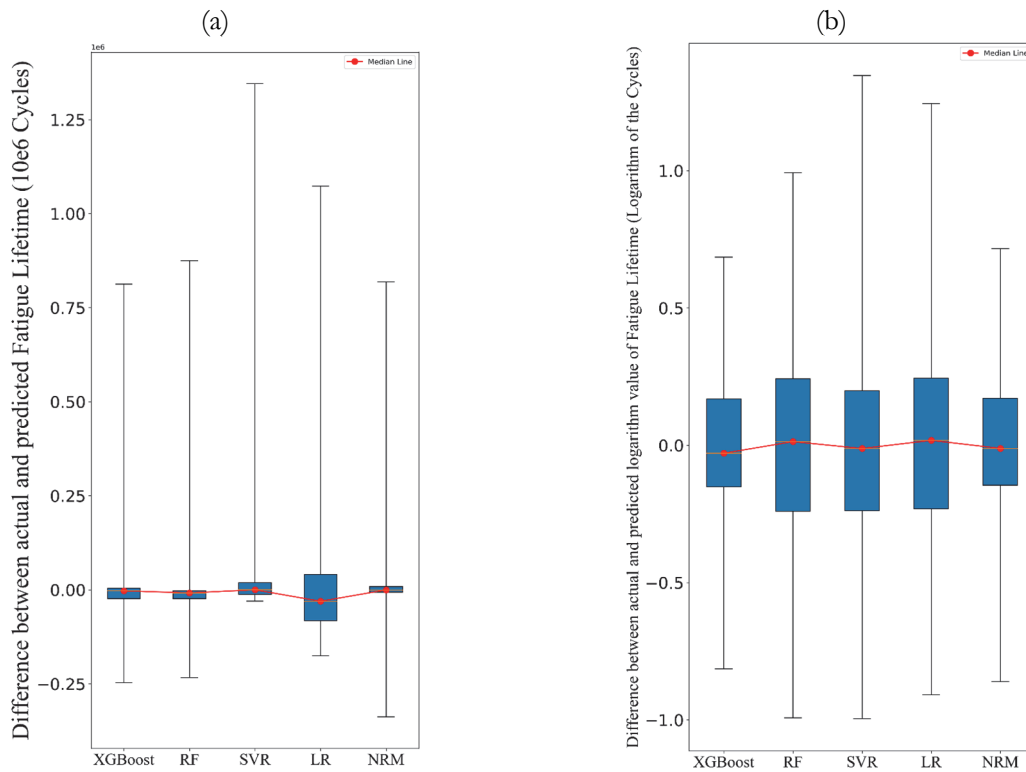 (a)
1e6
Median Line
Difference between actual and predicted Fatigue Lifetime (10e6 Cycles)
1.25
1.00
0.75
0.50
0.25
0.00
−0.25
XGBoost RF SVR LR NRM
(b)
Median Line
Difference between actual and predicted logarithm value of Fatigue Lifetime (Logarithm of the Cycles)
1.0
0.5
0.0
−0.5
−1.0
XGBoost RF SVR LR NRM